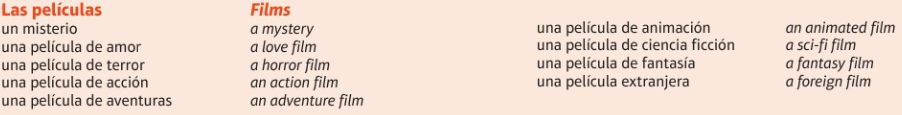 Las películas Films
un misterio a mystery
una película de amor a love film
una película de terror a horror film
una película de acción an action film
una película de aventuras an adventure film
una película de animación an animated film
una película de ciencia ficción a sci-fi film
una película de fantasía a fantasy film
una película extranjera a foreign film